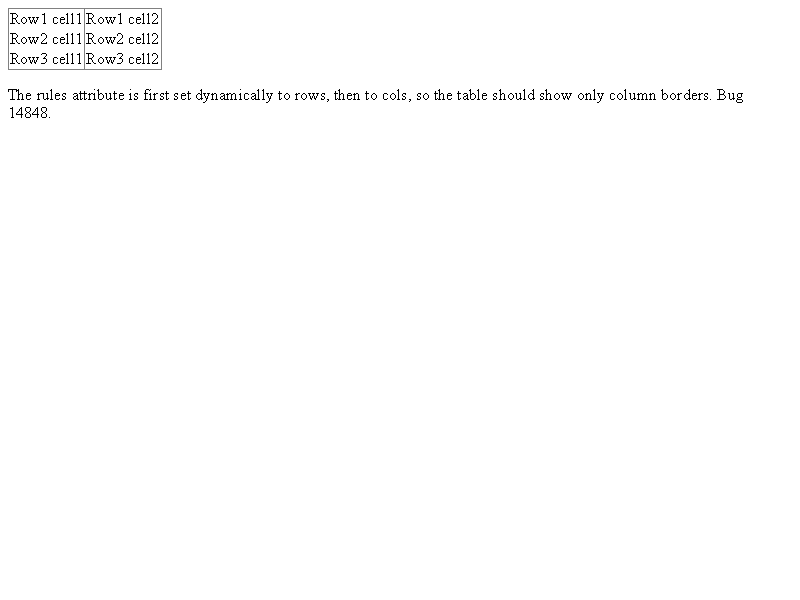 Row1 cell1 Row1 cell2
Row2 cell1 Row2 cell2
Row3 cell1 Row3 cell2
The rules attribute is first set dynamically to rows, then to cols, so the table should show only column borders. Bug
14848.